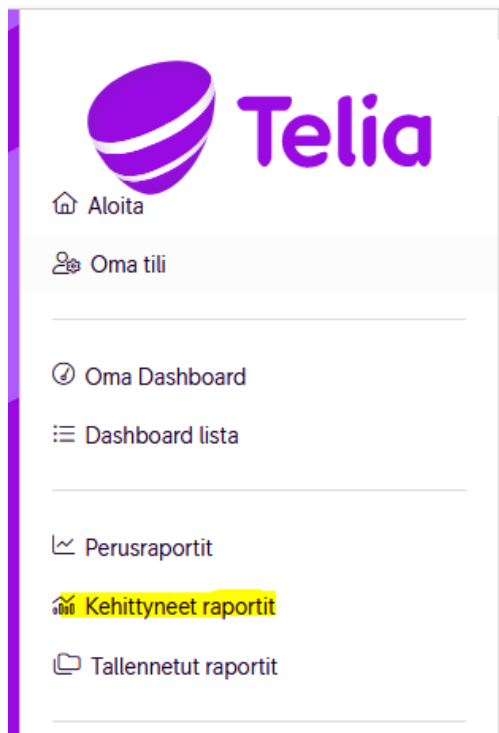 Telia
Aloita
Oma tili
Oma Dashboard
Dashboard lista
Perusraportit
Kehittyneet raportit
Tallennetut raportit